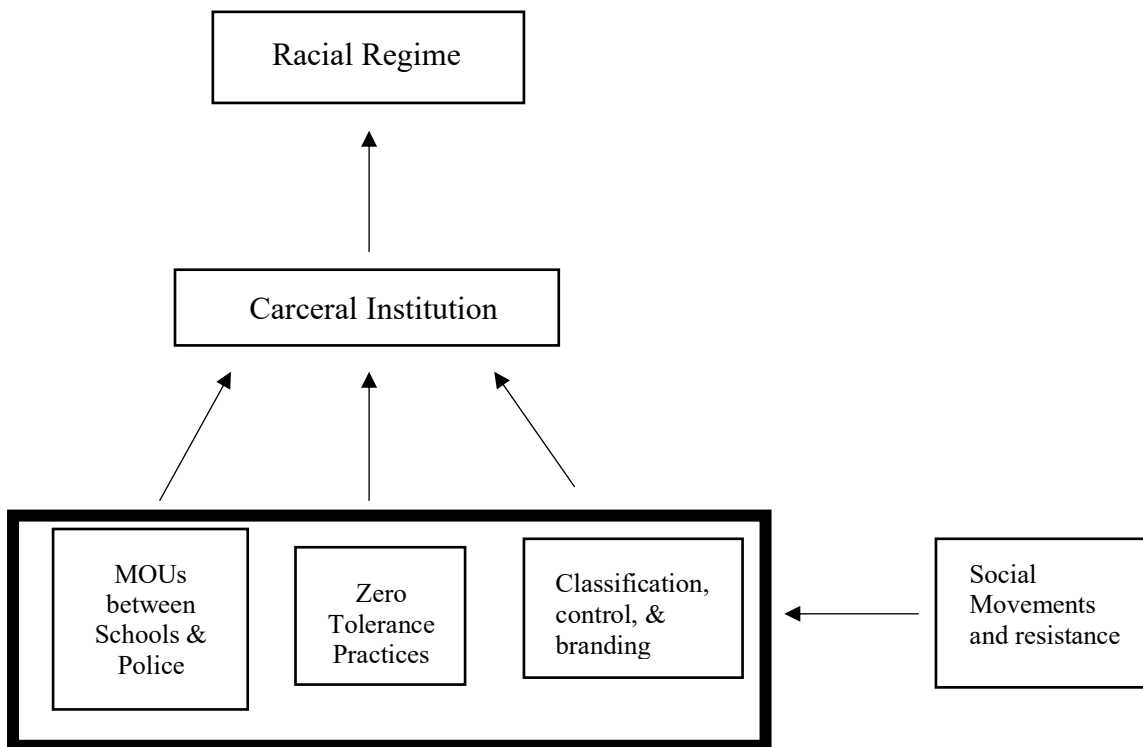 Racial Regime
Carceral Institution
MOUs
between
Schools &
Police
Zero
Tolerance
Practices
Classification,
control, &
branding
Social
Movements
and resistance